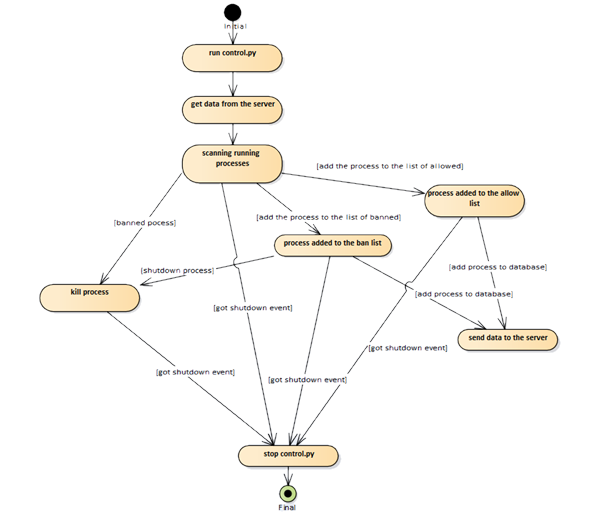 Initial
run control.py
get data from the server
scanning running
processes
[add the process to the list of allowed]
process added to the allow
list
[banned pocess]
[add the process to the list of banned]
process added to the ban list
[shutdown process]
[add process to database]
kill process
[add process to database]
[got shutdown event]
send data to the server
[got shutdown event]
[got shutdown event]
[got shutdown event]
stop control.py
Final